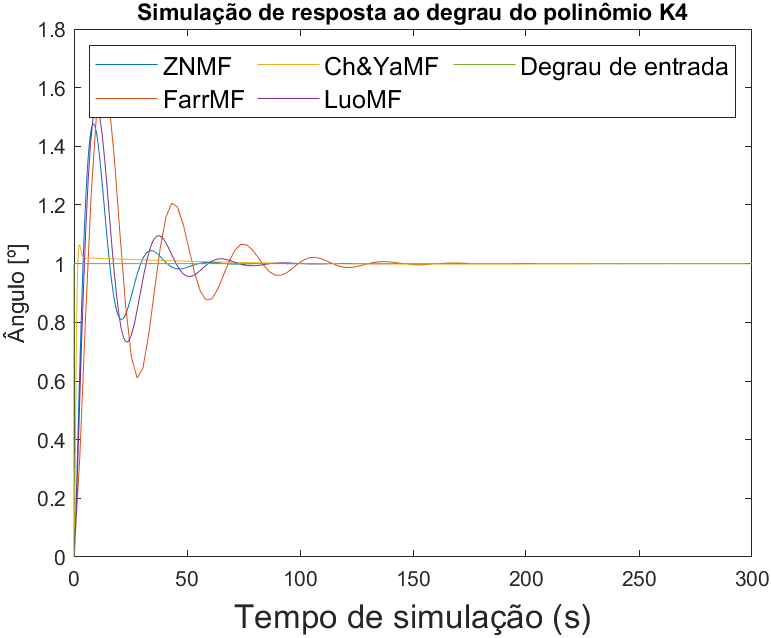 Simulação de resposta ao degrau do polinômio K4
1.8
1.6
1.4
1.2
1
0.8
0.6
0.4
0.2
0
Ângulo [º]
ZNMF Ch&YaMF Degrau de entrada
FarrMF LuoMF
0 50 100 150 200 250 300
Tempo de simulação (s)